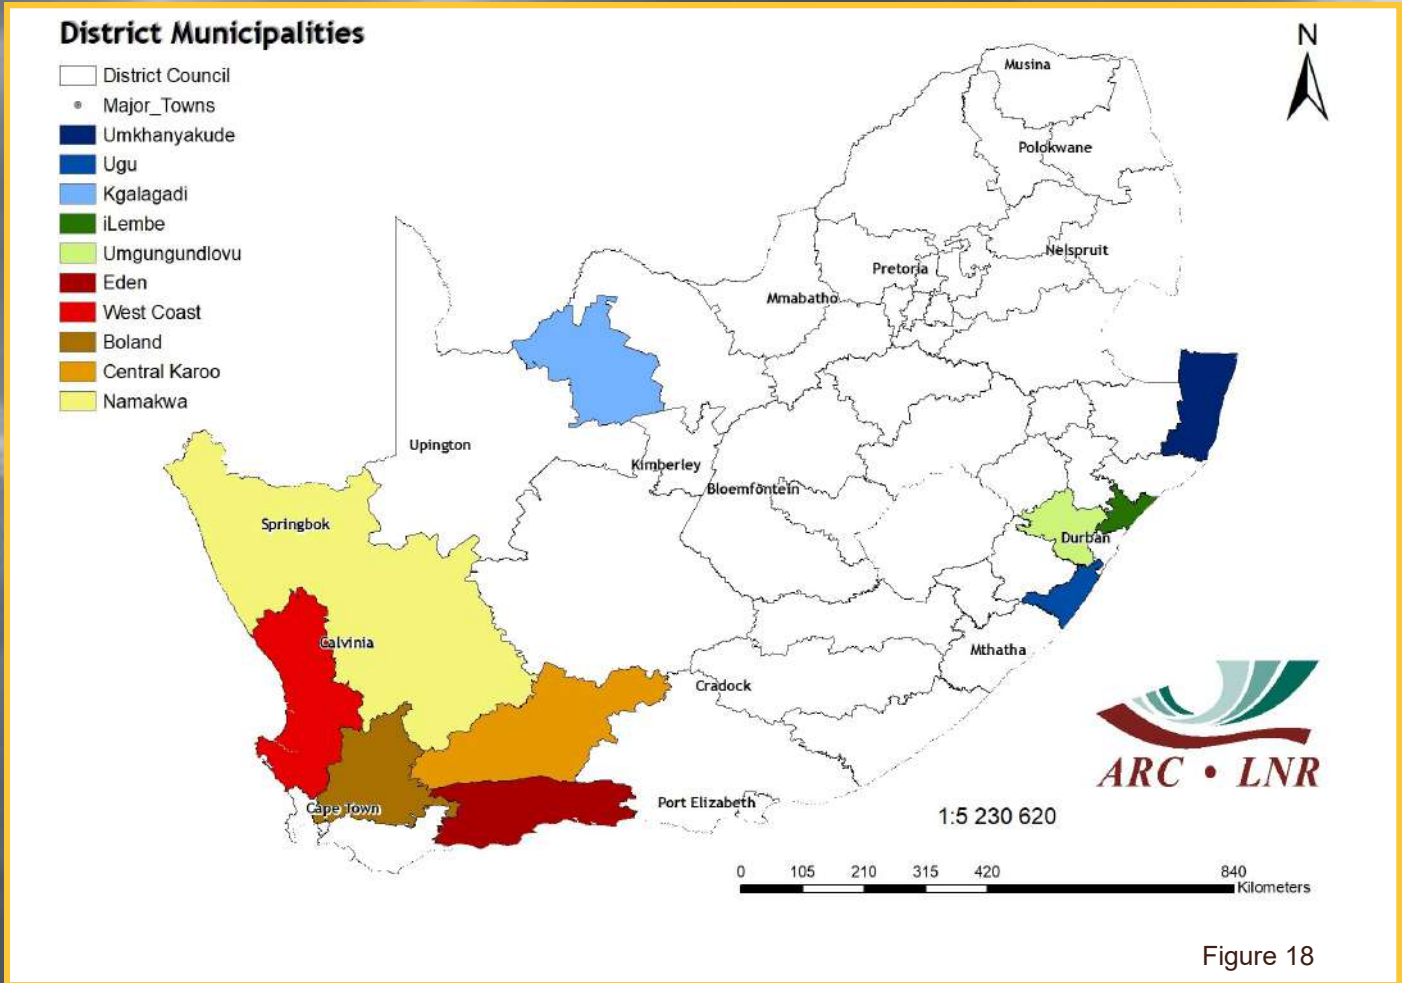 District Municipalities
District Council
Major_Towns
Umkhanyakude
Ugu
Kgalagadi
iLembe
Umgungundlovu
Eden
West Coast
Boland
Central Karoo
Namakwa
N
Musina
Polokwane
Nelspruit
Pretoria
Mmabatho
Upington
Kimberley
Bloemfontein
Springbok
Durban
Calvinia
Mthatha
Cradock
Cape Town
Port Elizabeth
ARC • LNR
1:5 230 620
0 105 210 315 420 840
Kilometers
Figure 18